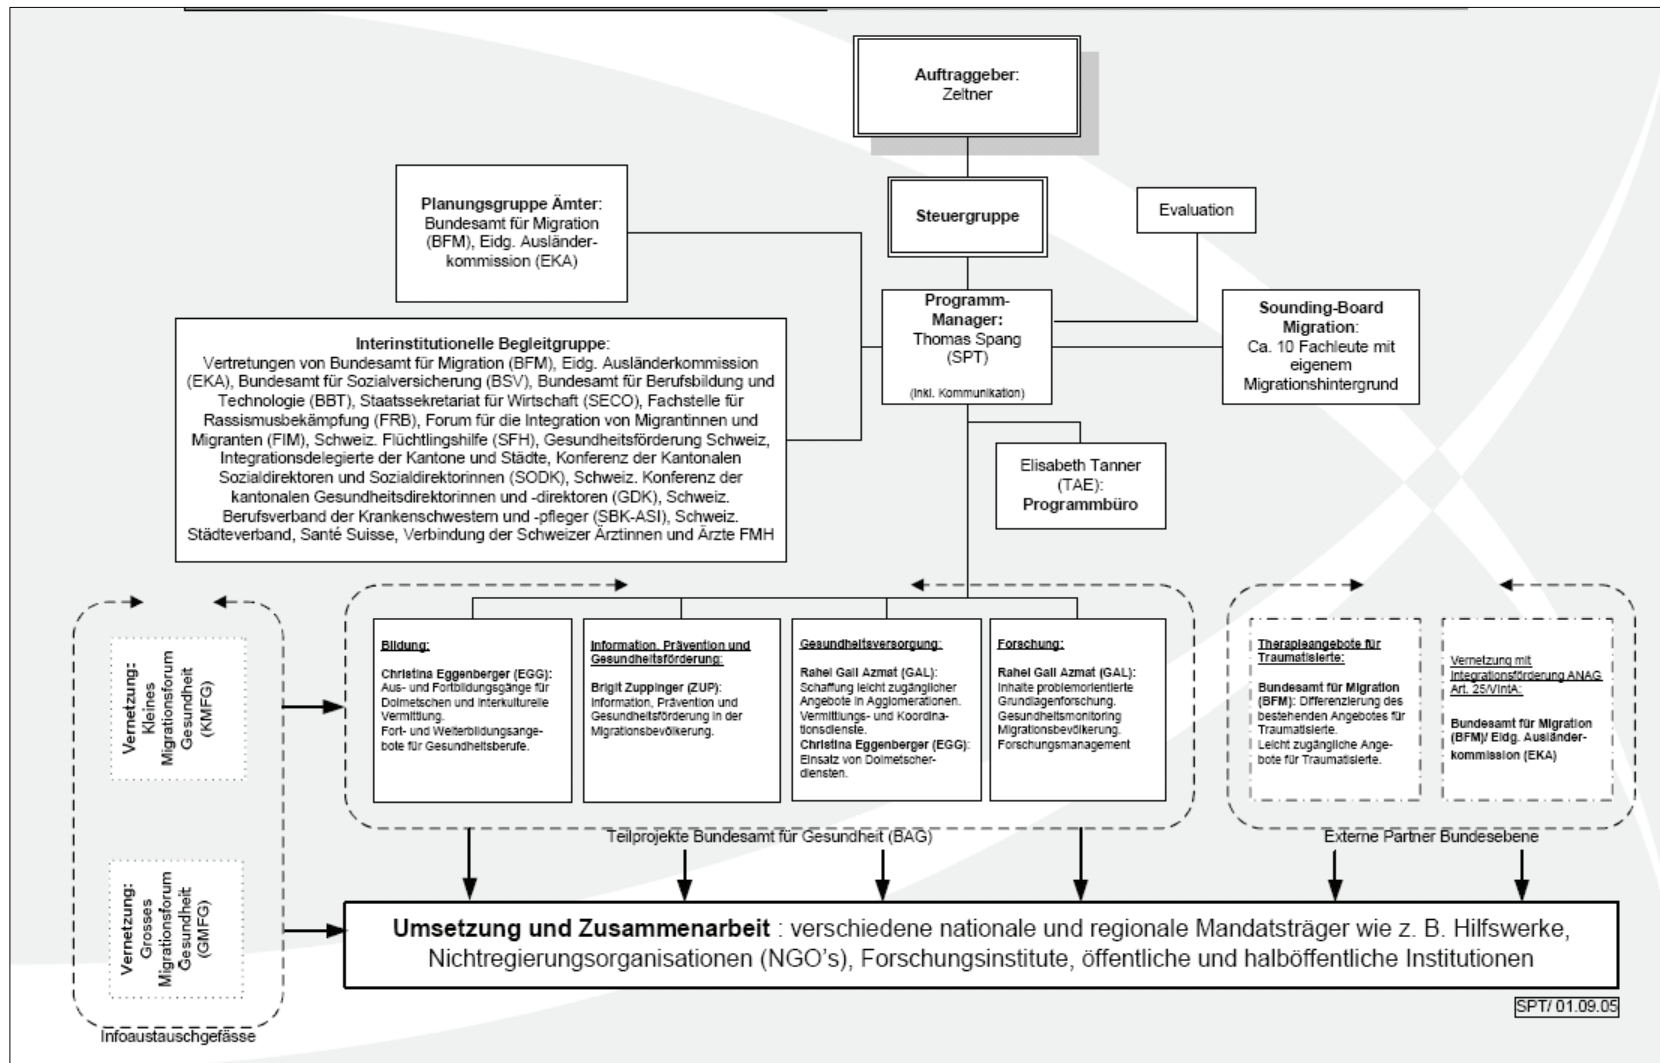 Auftraggeber:
Zeltner
Steuergruppe
Evaluation
Planungsgruppe Ämter:
Bundesamt für Migration
(BFM), Eidg. Ausländer-
kommission (EKA)
Programm-
Manager:
Thomas Spang
(SPT)
(inkl. Kommunikation)
Sounding-Board
Migration:
Ca. 10 Fachleute mit
eigenem
Migrationshintergrund
Interinstitutionelle Begleitgruppe:
Vertretungen von Bundesamt für Migration (BFM), Eidg. Ausländerkommission
(EKA), Bundesamt für Sozialversicherung (BSV), Bundesamt für Berufsbildung und
Technologie (BBT), Staatssekretariat für Wirtschaft (SECO), Fachstelle für
Rassismusbekämpfung (FRB), Forum für die Integration von Migrantinnen und
Migranten (FIM), Schweiz. Flüchtlingshilfe (SFH), Gesundheitsförderung Schweiz,
Integrationsdelegierte der Kantone und Städte, Konferenz der Kantonalen
Sozialdirektoren und Sozialdirektorinnen (SODK), Schweiz. Konferenz der
kantonalen Gesundheitsdirektorinnen und -direktoren (GDK), Schweiz.
Berufsverband der Krankenschwestern und -pfleger (SBK-ASI), Schweiz.
Städteverband, Santé Suisse, Verbindung der Schweizer Ärztinnen und Ärzte FMH
Elisabeth Tanner
(TAE):
Programmbüro
Vernetzung:
Kleines
Migrationsforum
Gesundheit
(KMFG)
Vernetzung:
Grosses
Migrationsforum
Gesundheit
(GMFG)
Infoaustauschgefässe
Bildung:
Christina Eggenberger (EGG):
Aus- und Fortbildungsgänge für
Dolmetschen und interkulturelle
Vermittlung.
Fort- und Weiterbildungsange-
bote für Gesundheitsberufe.
Information, Prävention und
Gesundheitsförderung:
Brigit Zuppinger (ZUP):
Information, Prävention und
Gesundheitsförderung in der
Migrationsbevölkerung.
Gesundheitsversorgung:
Rahel Gall Azmat (GAL):
Schaffung leicht zugänglicher
Angebote in Agglomerationen.
Vermittlungs- und Koordina-
tionsdienste.
Christina Eggenberger (EGG):
Einsatz von Dolmetscher-
diensten.
Forschung:
Rahel Gall Azmat (GAL):
Inhalte problemorientierte
Grundlagenforschung.
Gesundheitsmonitoring
Migrationsbevölkerung.
Forschungsmanagement
Teilprojekte Bundesamt für Gesundheit (BAG)
Therapieangebote für
Traumatisierte:
Bundesamt für Migration
(BFM): Differenzierung des
bestehenden Angebotes für
Traumatisierte.
Leicht zugängliche Ange-
bote für Traumatisierte.
Vernetzung mit
Integrationsförderung ANAG
Art. 25/VIntA:
Bundesamt für Migration
(BFM)/ Eidg. Ausländer-
kommission (EKA)
Externe Partner Bundesebene
Umsetzung und Zusammenarbeit : verschiedene nationale und regionale Mandatsträger wie z. B. Hilfswerke,
Nichtregierungsorganisationen (NGO's), Forschungsinstitute, öffentliche und halböffentliche Institutionen
SPT/ 01.09.05